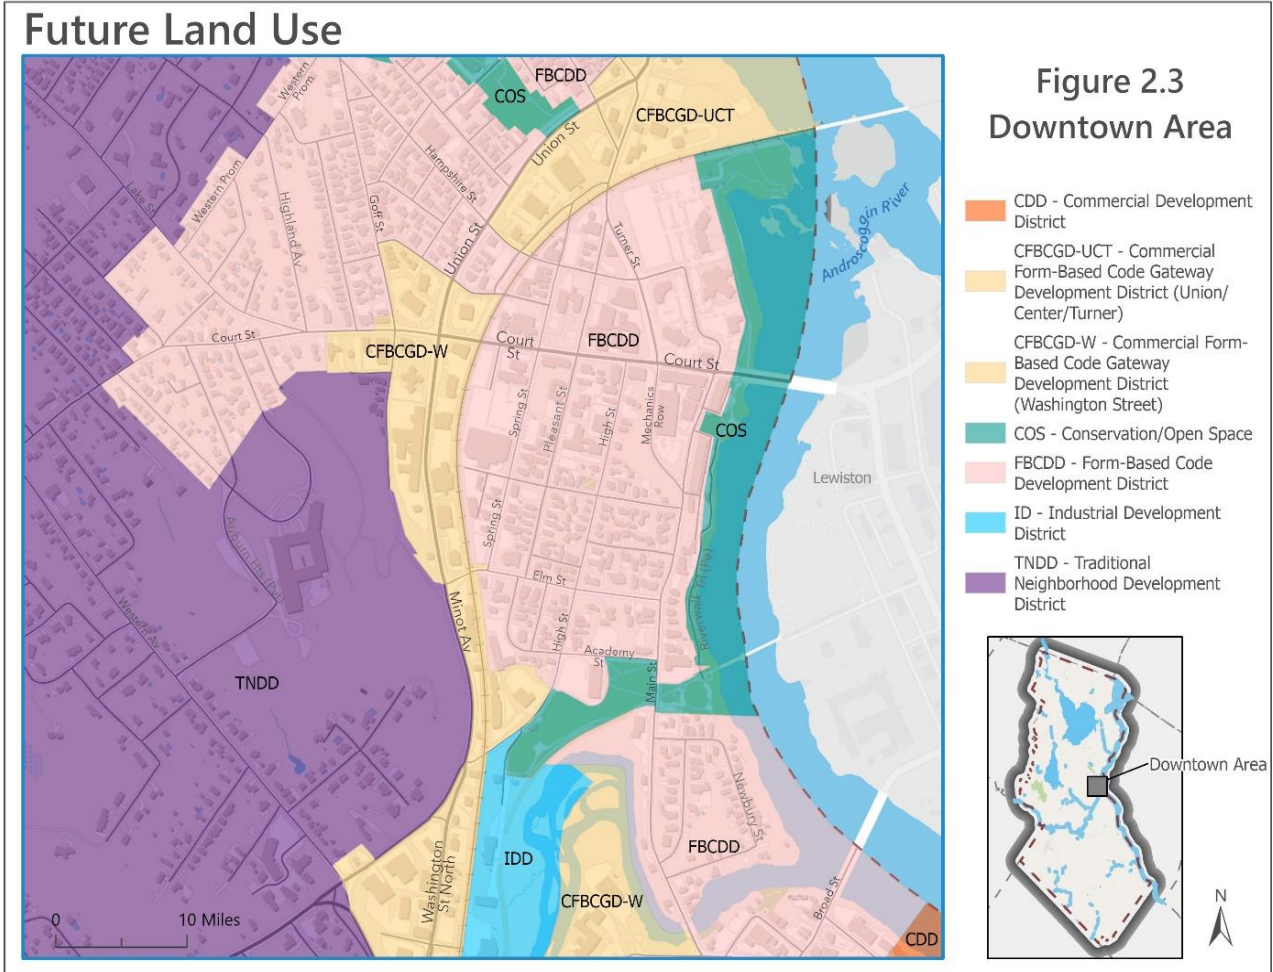 Future Land Use
Figure 2.3
Downtown Area
CDD - Commercial Development
District
CFBCGD-UCT - Commercial
Form-Based Code Gateway
Development District (Union/
Center/Turner)
CFBCGD-W - Commercial Form-
Based Code Gateway
Development District
(Washington Street)
COS - Conservation/Open Space
FBCDD - Form-Based Code
Development District
ID - Industrial Development
District
TNDD - Traditional
Neighborhood Development
District
Downtown Area
N
Western
Prom
COS
FBCDD
CFBCGD-UCT
Union St
Hampshire St
Lake St
Western Prom
Highland Av
Goff St
Union St
Turner St
Androscoggin River
Court St
CFBCGD-W
Court
St
FBCDD
Court St
Spring St
Pleasant St
High St
Mechanics
Row
COS
Lewiston
Spring St
Auburn Hts (Pvt)
Elm St
Riverwalk Trl (Pe)
Western Av
Minot Av
High St
Academy
St
Main St
TNDD
Newbury St
FBCDD
IDD
Washington
St North
CFBCGD-W
Broad St
CDD
0
10 Miles